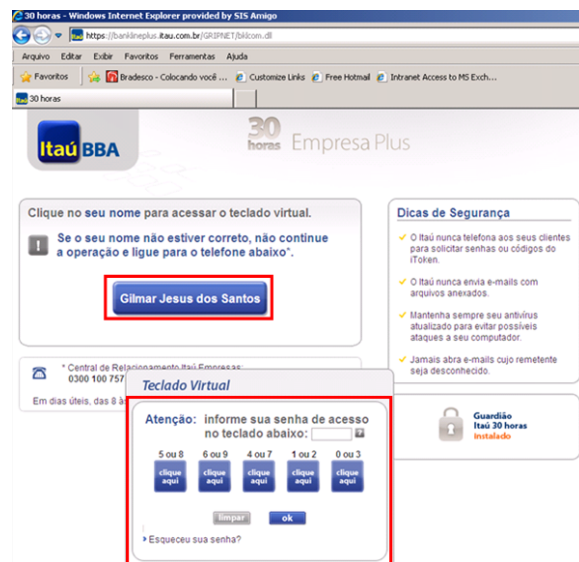 30 horas - Windows Internet Explorer provided by SIS Amigo
https://banklineplus.itau.com.br/GRIPNET/bklcom.dll
Arquivo Editar Exibir Favoritos Ferramentas Ajuda
Favoritos Bradesco - Colocando você ... Customize Links Free Hotmail Intranet Access to MS Exch...
30 horas
Itaú BBA
30 horas Empresa Plus
Clique no seu nome para acessar o teclado virtual.
Se o seu nome não estiver correto, não continue
a operação e ligue para o telefone abaixo*.
Gilmar Jesus dos Santos
* Central de Relacionamento Itaú Empresas:
0300 100 757
Em dias úteis, das 8 às
Teclado Virtual
Atenção: informe sua senha de acesso
no teclado abaixo:
5 ou 8 6 ou 9 4 ou 7 1 ou 2 0 ou 3
clique aqui clique aqui clique aqui clique aqui clique aqui
limpar ok
Esqueceu sua senha?
Dicas de Segurança
O Itaú nunca telefona aos seus clientes
para solicitar senhas ou códigos do
iToken.
O Itaú nunca envia e-mails com
arquivos anexados.
Mantenha sempre seu antivírus
atualizado para evitar possíveis
ataques a seu computador.
Jamais abra e-mails cujo remetente
seja desconhecido.
Guardião
Itaú 30 horas
instalado